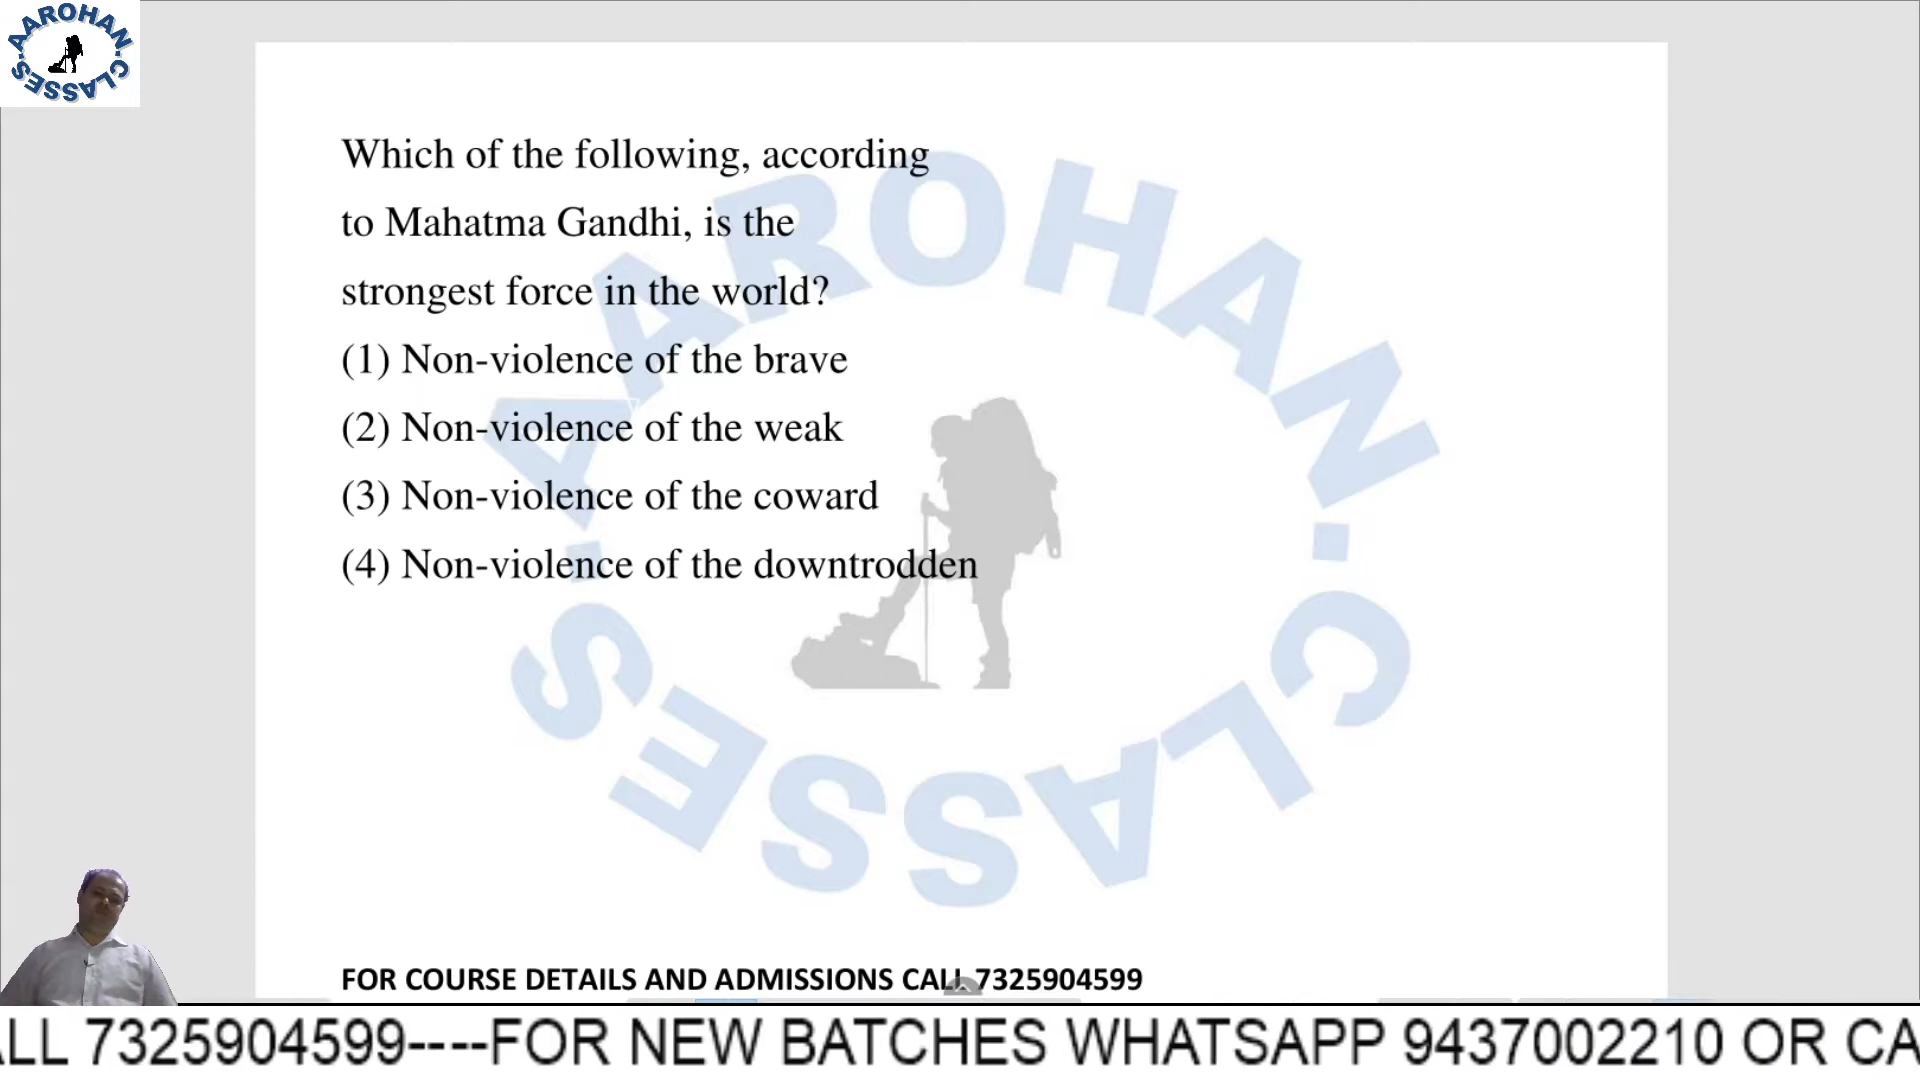 AAROHAN.CLASSES.
Which of the following, according
to Mahatma Gandhi, is the
strongest force in the world?
(1) Non-violence of the brave
(2) Non-violence of the weak
(3) Non-violence of the coward
(4) Non-violence of the downtrodden
AAROHAN.CLASSES.
FOR COURSE DETAILS AND ADMISSIONS CALL 7325904599
ALL 7325904599----FOR NEW BATCHES WHATSAPP 9437002210 OR CA